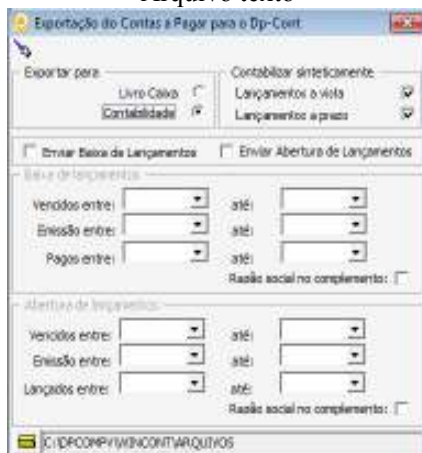 Arquivo texto
Exportação do Contas a Pagar para o Dp-Cont
Exportar para
Livro Caixa
Contabilidade
Contabilizar sinteticamente
Lançamentos a vista
Lançamentos a prazo
Enviar Baixa de Lançamentos
Enviar Abertura de Lançamentos
Baixa de lançamentos
Vencidos entre: até:
Emissão entre: até:
Pagos entre: até:
Razão social no complemento:
Abertura de lançamentos
Vencidos entre: até:
Emissão entre: até:
Lançados entre: até:
Razão social no complemento:
C:\DPCOMP\WINCONT\ARQUIVOS